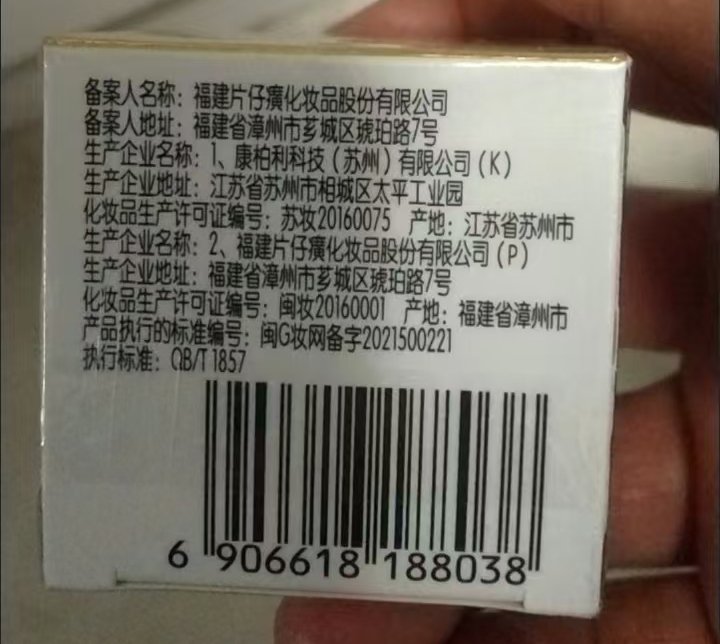 备案人名称：福建片仔癀化妆品股份有限公司
备案人地址：福建省漳州市芗城区琥珀路7号
生产企业名称：1、康柏利科技（苏州）有限公司（K）
生产企业地址：江苏省苏州市相城区太平工业园
化妆品生产许可证编号：苏妆20160075 产地：江苏省苏州市
生产企业名称：2、福建片仔癀化妆品股份有限公司（P）
生产企业地址：福建省漳州市芗城区琥珀路7号
化妆品生产许可证编号：闽妆20160001 产地：福建省漳州市
产品执行的标准编号：闽G妆网备字2021500221
执行标准：QB/T 1857
6 906618 188038